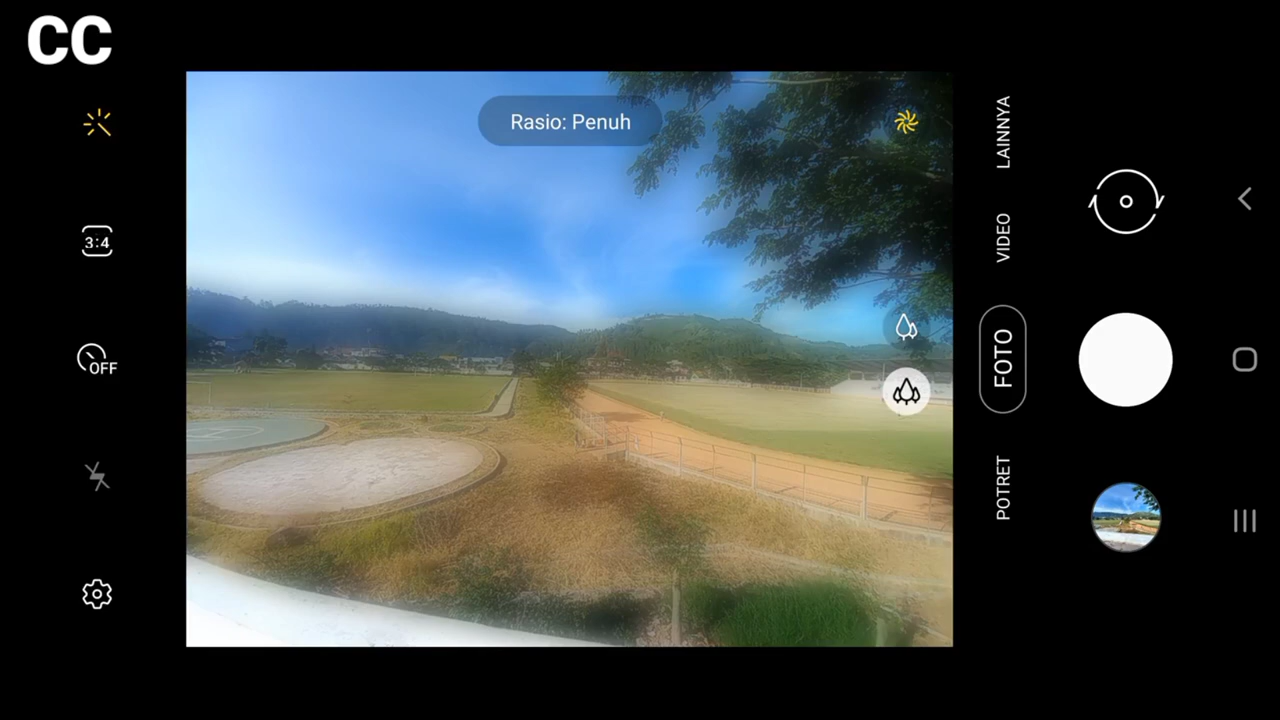 CC
Rasio: Penuh
3:4
OFF
LAINNYA
VIDEO
FOTO
POTRET